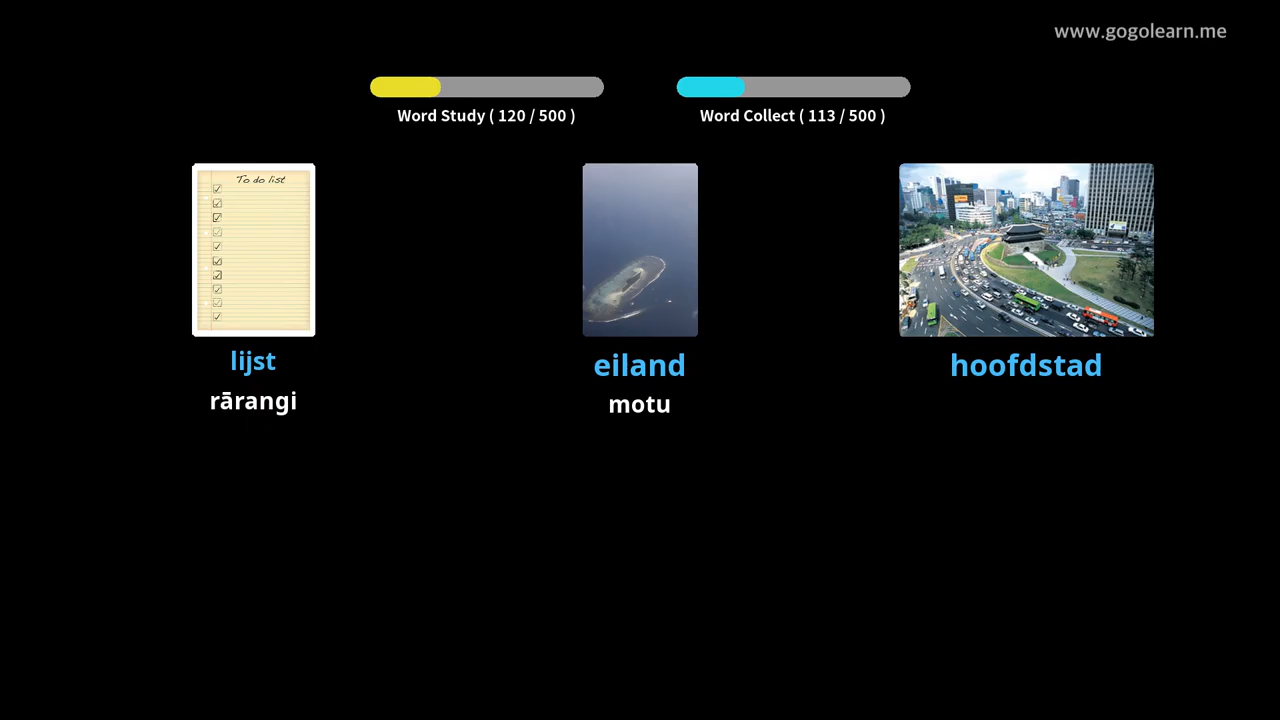 www.gogolearn.me
Word Study ( 120 / 500 )
Word Collect ( 113 / 500 )
To do list
lijst
eiland
hoofdstad
rārangi
motu